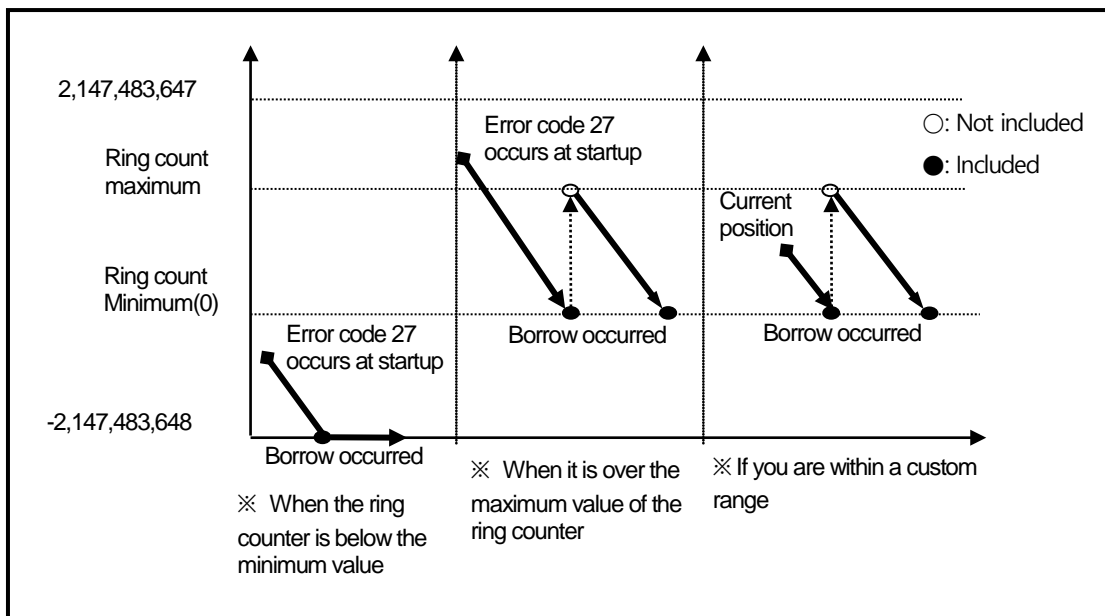 2,147,483,647
Ring count
maximum
Ring count
Minimum(0)
-2,147,483,648
Error code 27
occurs at startup
Borrow occurred
※ When the ring
counter is below the
minimum value
Error code 27
occurs at startup
Borrow occurred
※ When it is over the
maximum value of the
ring counter
○: Not included
●: Included
Current
position
Borrow occurred
※ If you are within a custom
range